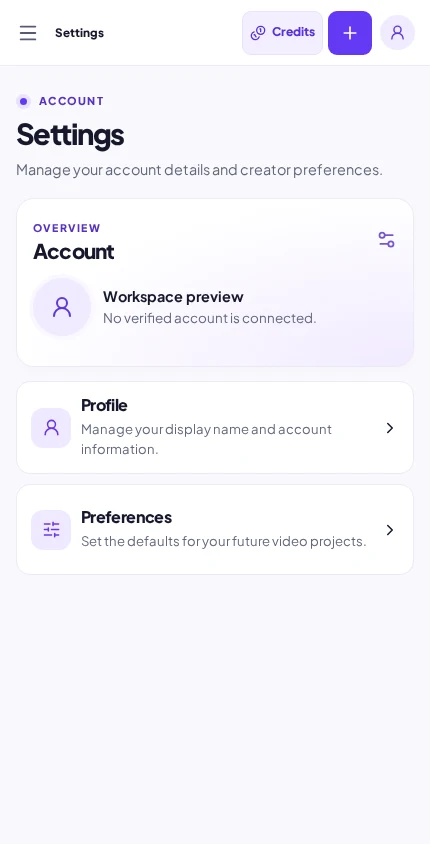 Settings
Credits
ACCOUNT
Settings
Manage your account details and creator preferences.
OVERVIEW
Account
Workspace preview
No verified account is connected.
Profile
Manage your display name and account
information.
Preferences
Set the defaults for your future video projects.